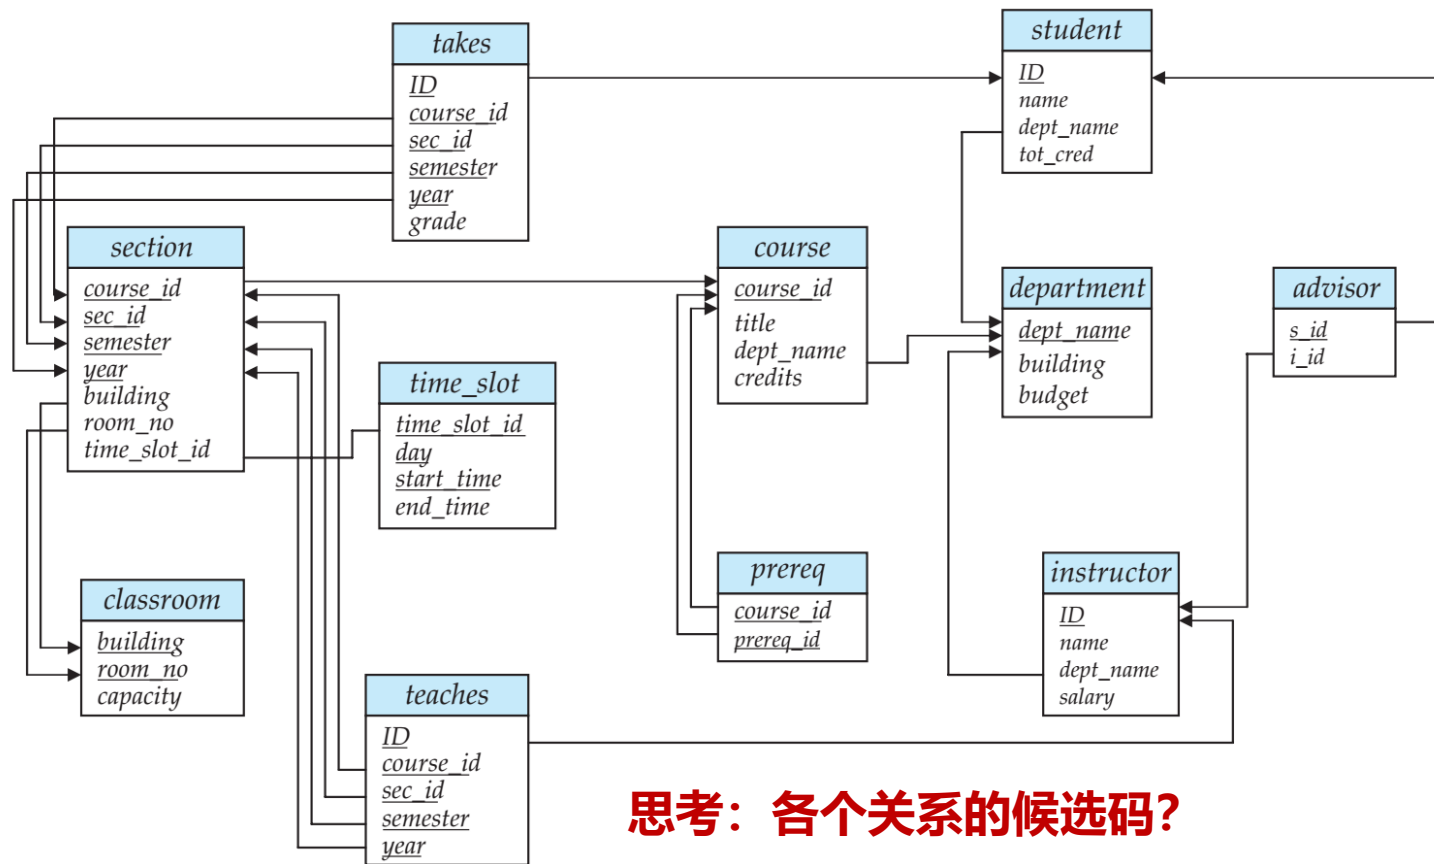 takes
ID
course_id
sec_id
semester
year
grade
student
ID
name
dept_name
tot_cred
section
course_id
sec_id
semester
year
building
room_no
time_slot_id
course
course_id
title
dept_name
credits
department
dept_name
building
budget
advisor
s_id
i_id
time_slot
time_slot_id
day
start_time
end_time
prereq
course_id
prereq_id
instructor
ID
name
dept_name
salary
classroom
building
room_no
capacity
teaches
ID
course_id
sec_id
semester
year
思考：各个关系的候选码？